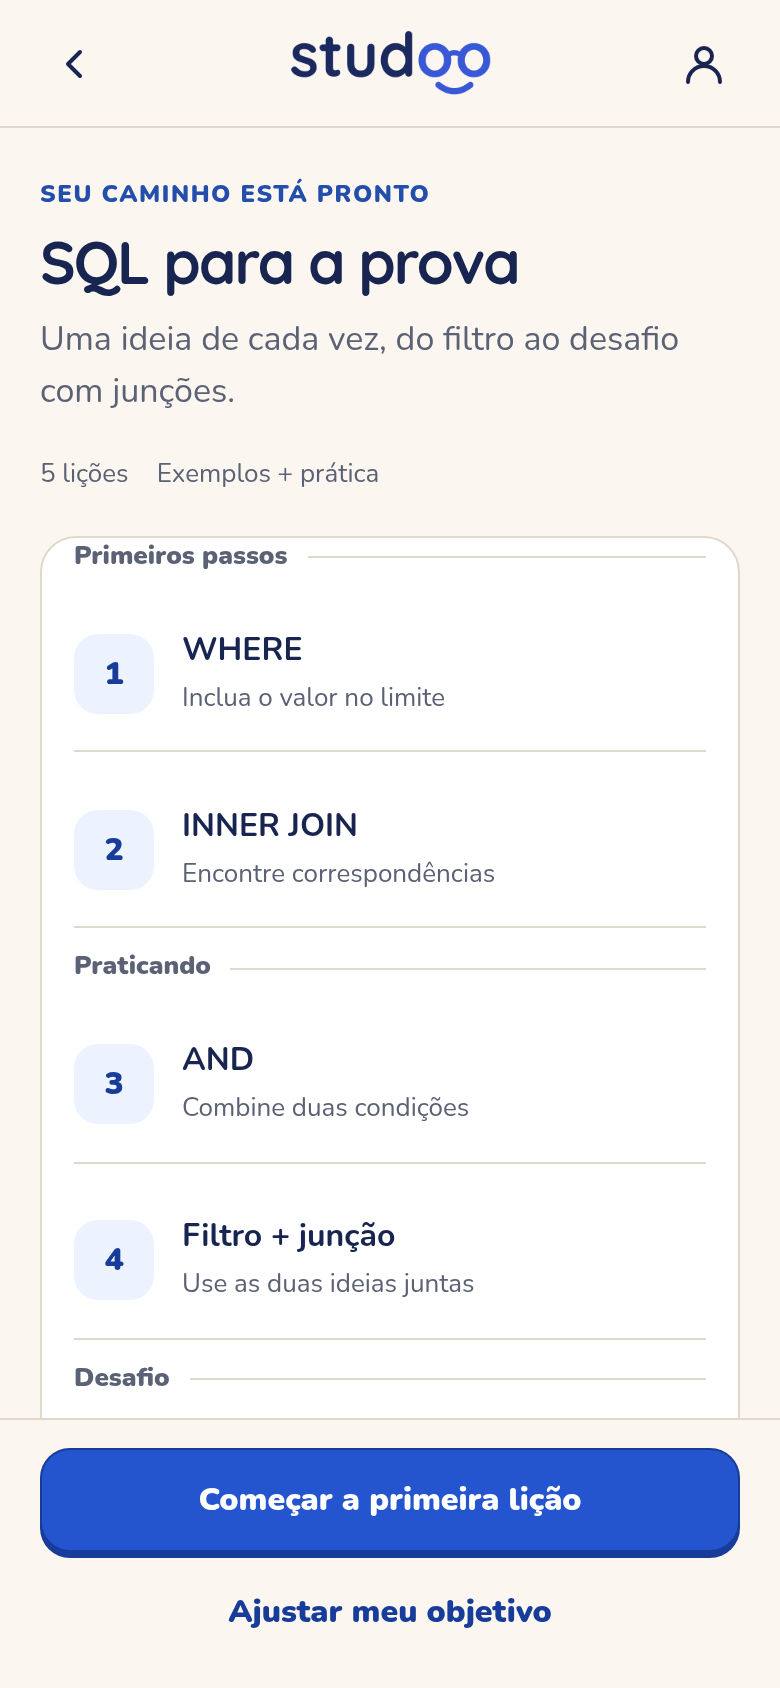 studoo
SEU CAMINHO ESTÁ PRONTO
SQL para a prova
Uma ideia de cada vez, do filtro ao desafio
com junções.
5 lições Exemplos + prática
Primeiros passos
1
WHERE
Inclua o valor no limite
2
INNER JOIN
Encontre correspondências
Praticando
3
AND
Combine duas condições
4
Filtro + junção
Use as duas ideias juntas
Desafio
Começar a primeira lição
Ajustar meu objetivo